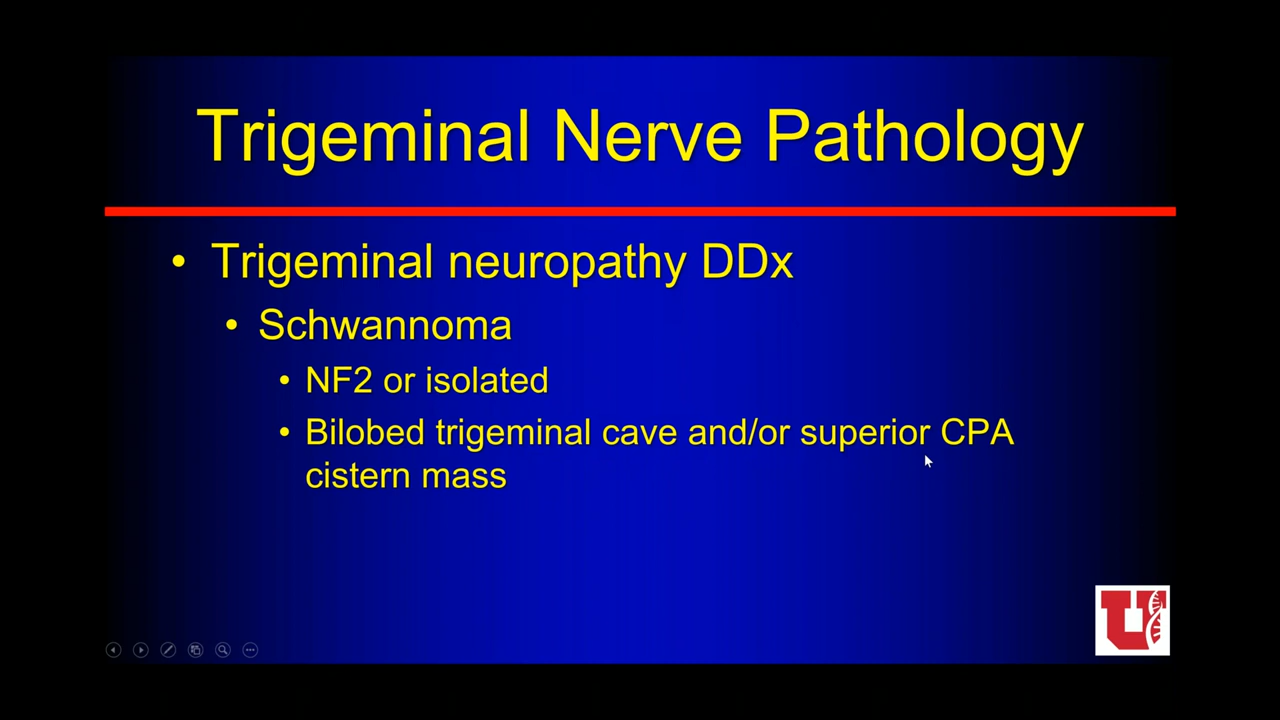 Trigeminal Nerve Pathology
• Trigeminal neuropathy DDx
• Schwannoma
• NF2 or isolated
• Bilobed trigeminal cave and/or superior CPA
cistern mass
U